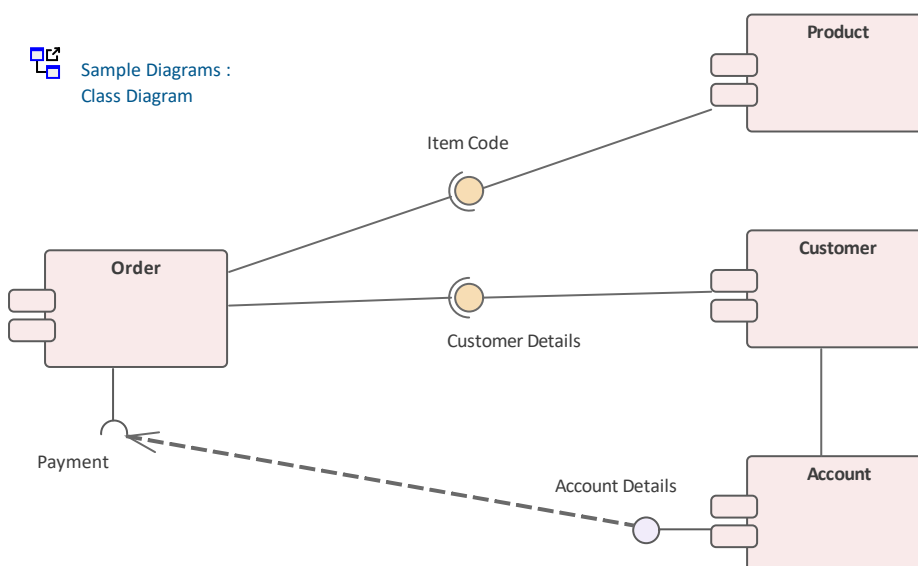 Product
Sample Diagrams :
Class Diagram
Item Code
Customer
Order
Customer Details
Payment
Account
Account Details